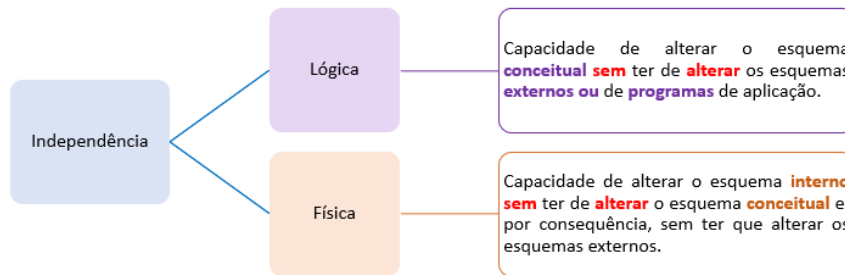 Independência
Lógica
Capacidade de alterar o esquema
conceitual sem ter de alterar os esquemas
externos ou de programas de aplicação.
Física
Capacidade de alterar o esquema interno
sem ter de alterar o esquema conceitual e
por consequência, sem ter que alterar os
esquemas externos.